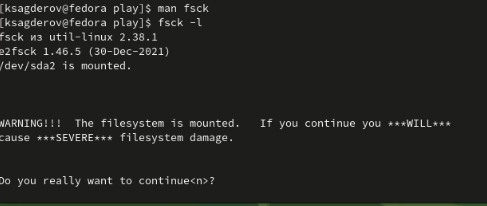 [ksagderov@fedora play]$ man fsck
[ksagderov@fedora play]$ fsck -l
fsck из util-linux 2.38.1
e2fsck 1.46.5 (30-Dec-2021)
/dev/sda2 is mounted.
WARNING!!!  The filesystem is mounted.   If you continue you ***WILL***
cause ***SEVERE*** filesystem damage.
Do you really want to continue<n>?